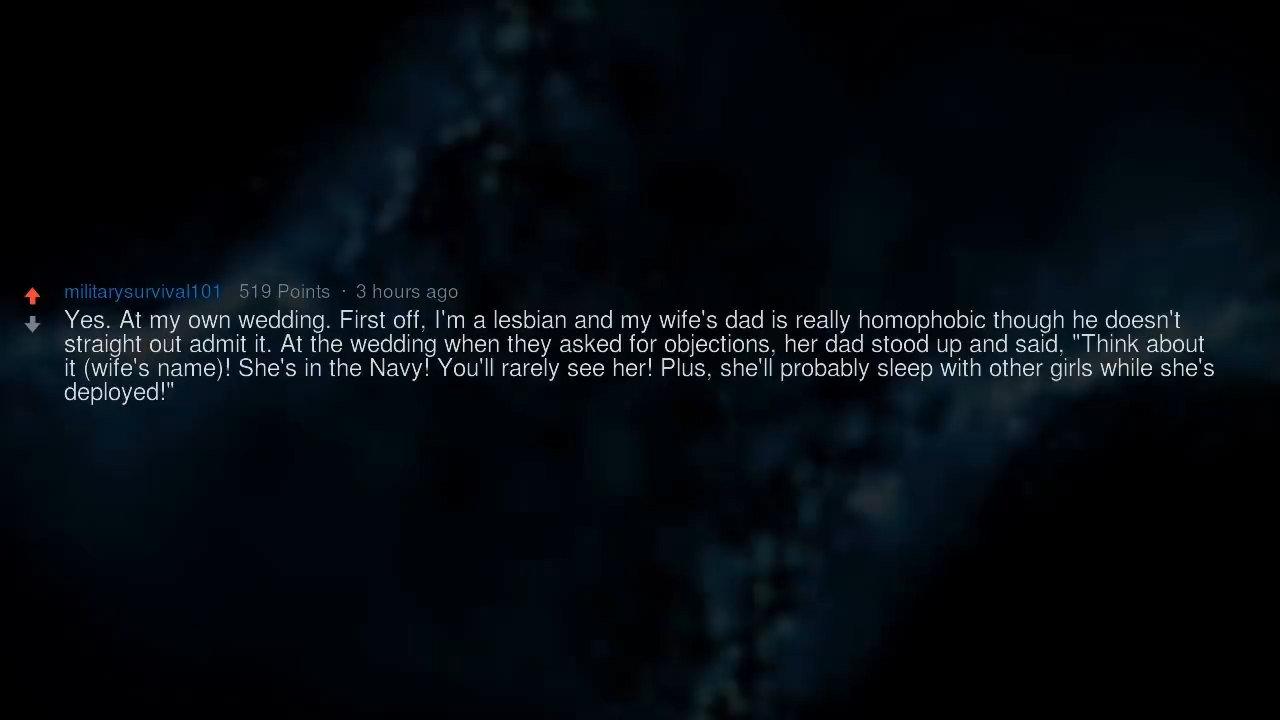 militarysurvival101 519 Points · 3 hours ago
Yes. At my own wedding. First off, I'm a lesbian and my wife's dad is really homophobic though he doesn't
straight out admit it. At the wedding when they asked for objections, her dad stood up and said, "Think about
it (wife's name)! She's in the Navy! You'll rarely see her! Plus, she'll probably sleep with other girls while she's
deployed!"